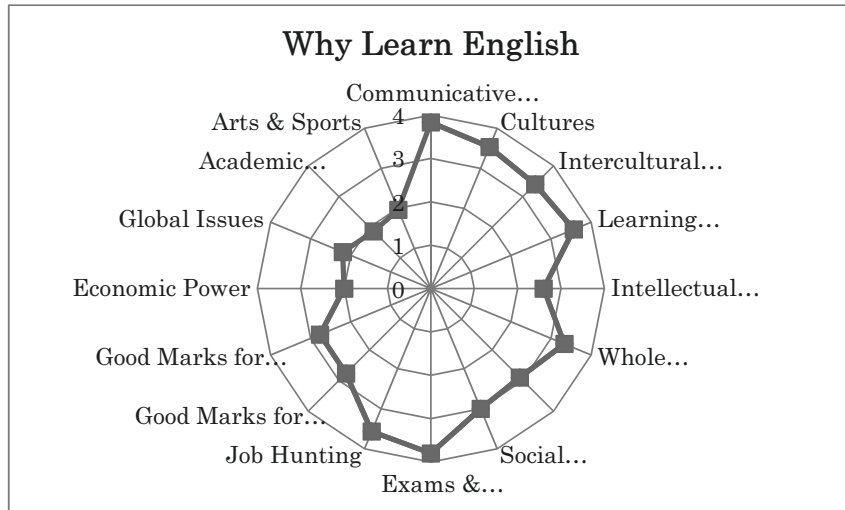 Why Learn English
Communicative…
Cultures
Intercultural…
Learning…
Intellectual…
Whole…
Social…
Exams &…
Job Hunting
Good Marks for…
Good Marks for…
Economic Power
Global Issues
Academic…
Arts & Sports
4
3
2
1
0